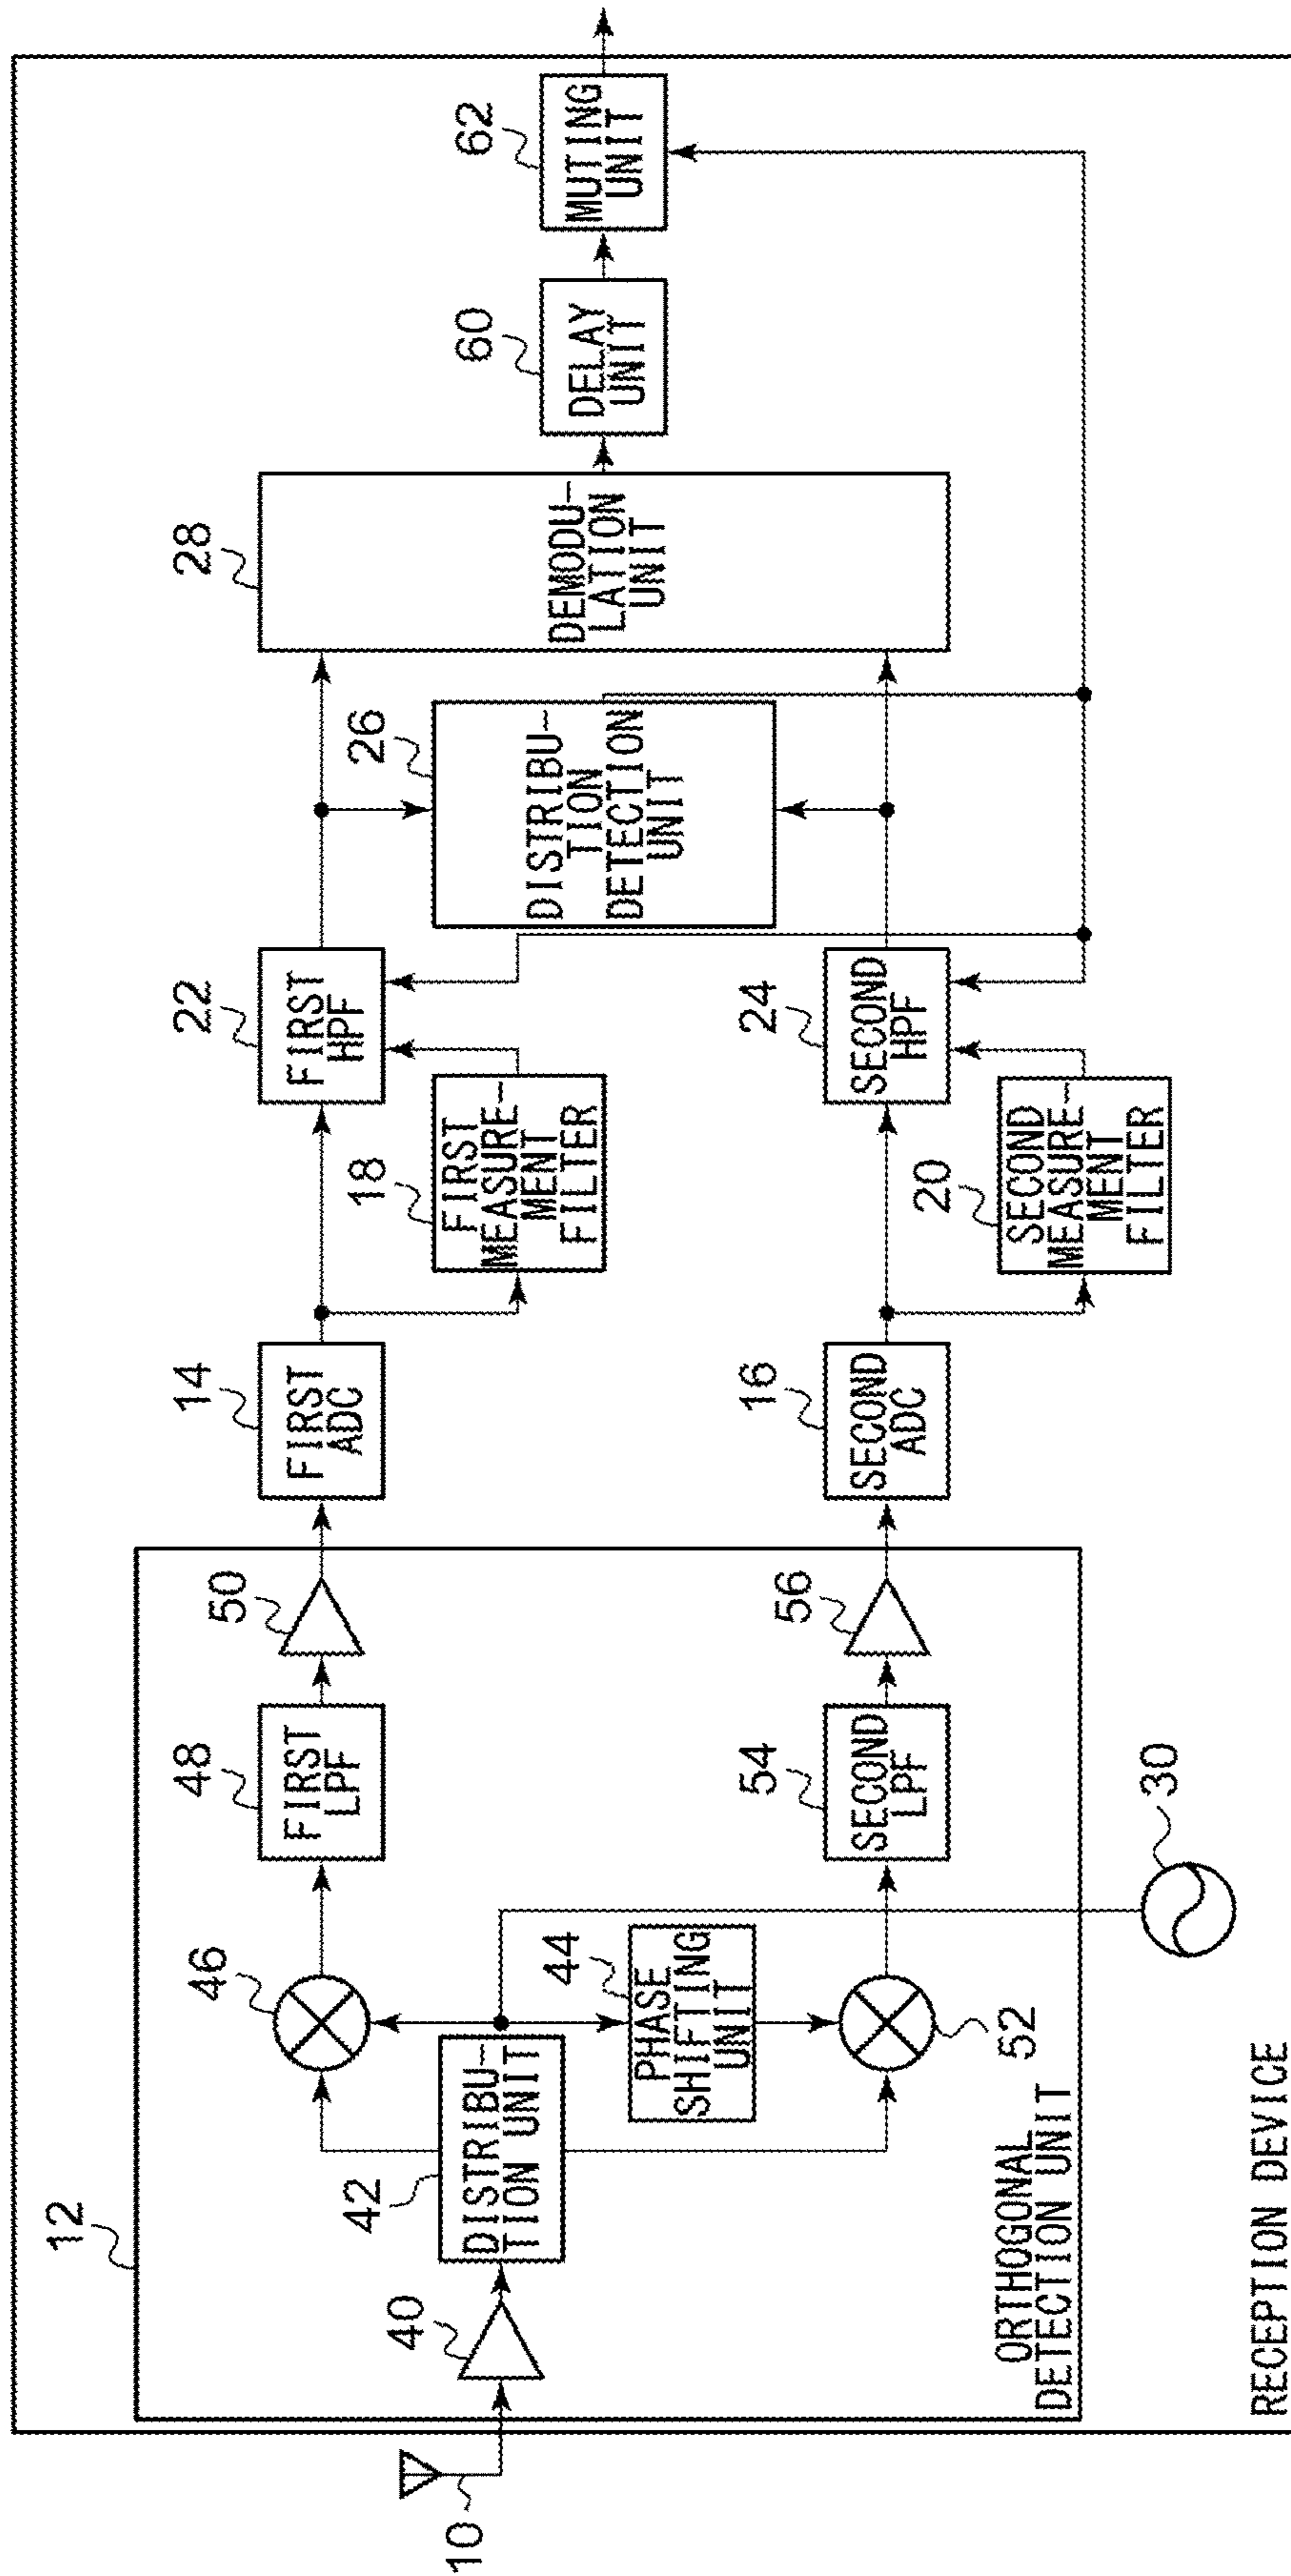 12
10
40
42
DISTRIBU-
TION UNIT
46
44
PHASE
SHIFTING
UNIT
52
48
FIRST
LPF
54
SECOND
LPF
50
56
30
ORTHOGONAL
DETECTION UNIT
14
FIRST
ADC
16
SECOND
ADC
18
FIRST
MEASURE-
MENT
FILTER
20
SECOND
MEASURE-
MENT
FILTER
22
FIRST
HPF
24
SECOND
HPF
26
DISTRIBU-
TION
DETECTION
UNIT
28
DEMODU-
LATION
UNIT
60
DELAY
UNIT
62
MUTING
UNIT
RECEPTION DEVICE